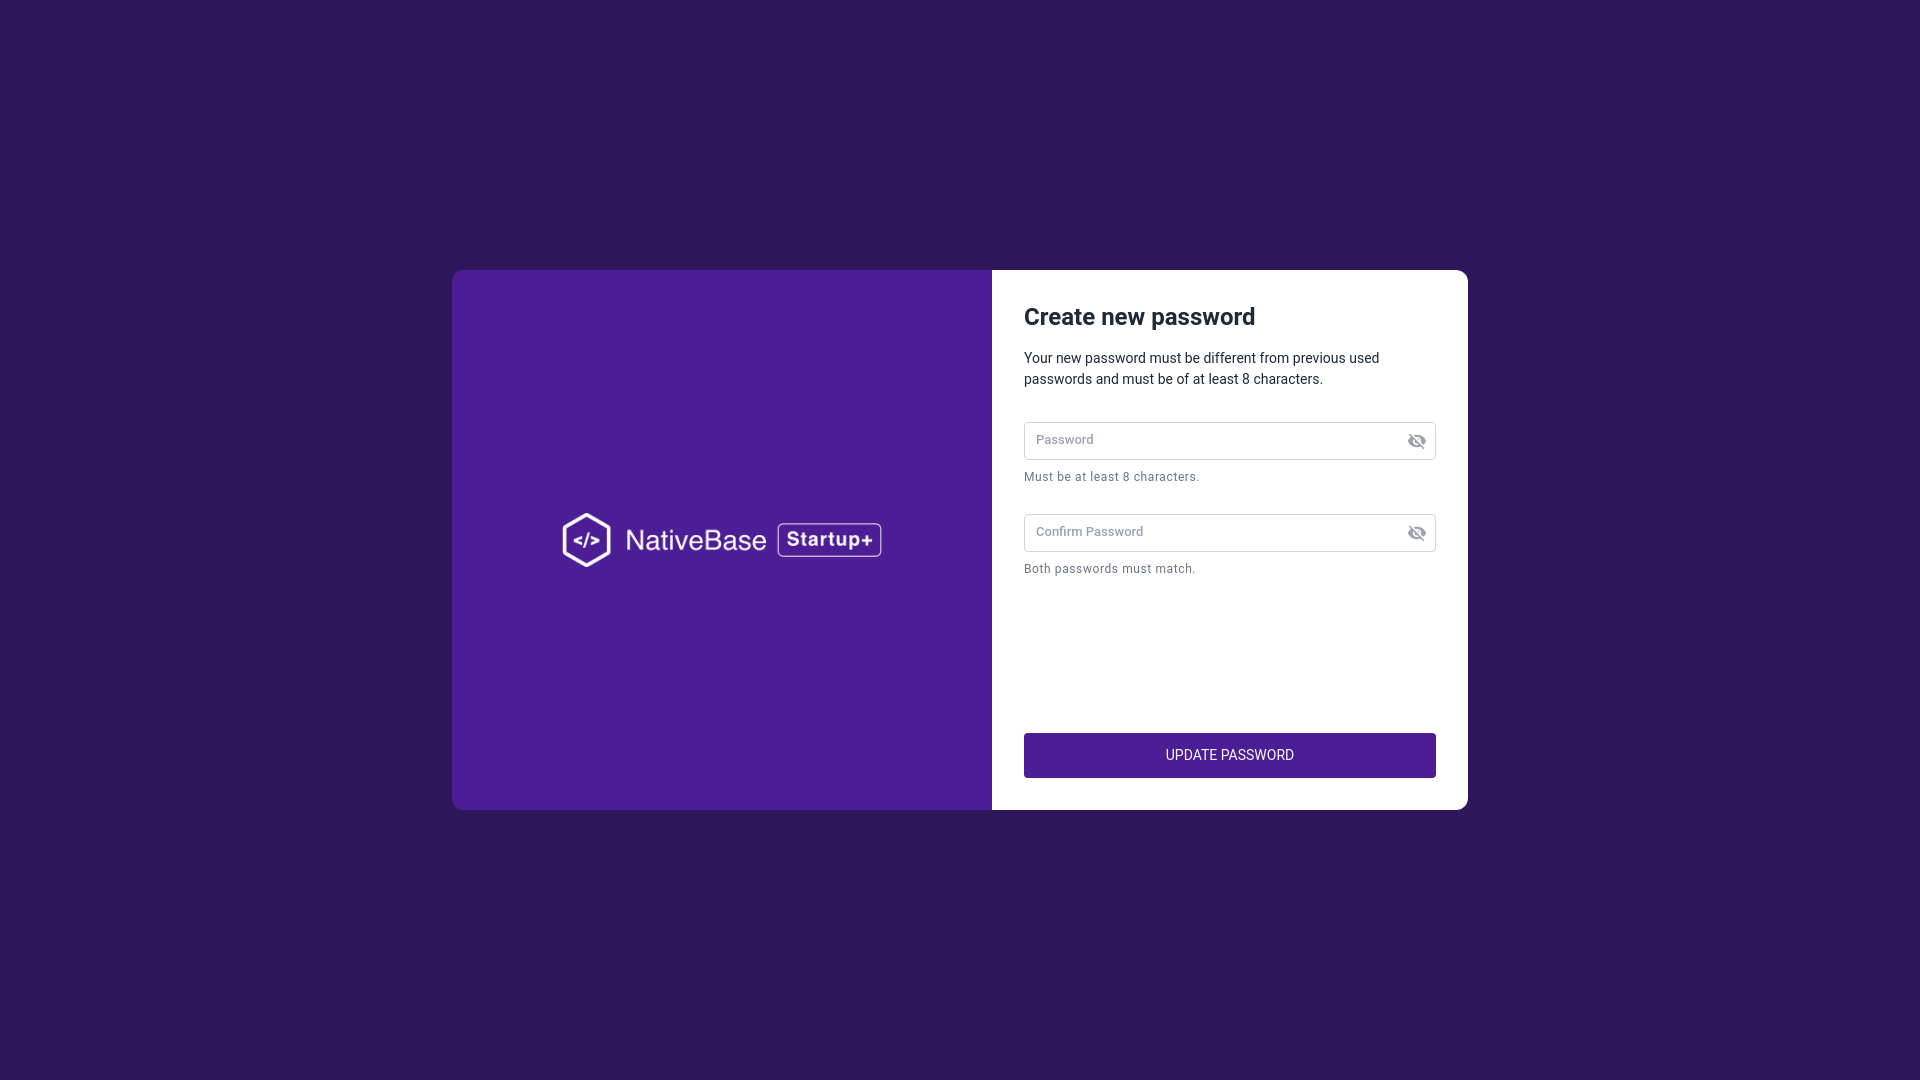 </> NativeBase Startup+
Create new password
Your new password must be different from previous used
passwords and must be of at least 8 characters.
Password
Must be at least 8 characters.
Confirm Password
Both passwords must match.
UPDATE PASSWORD